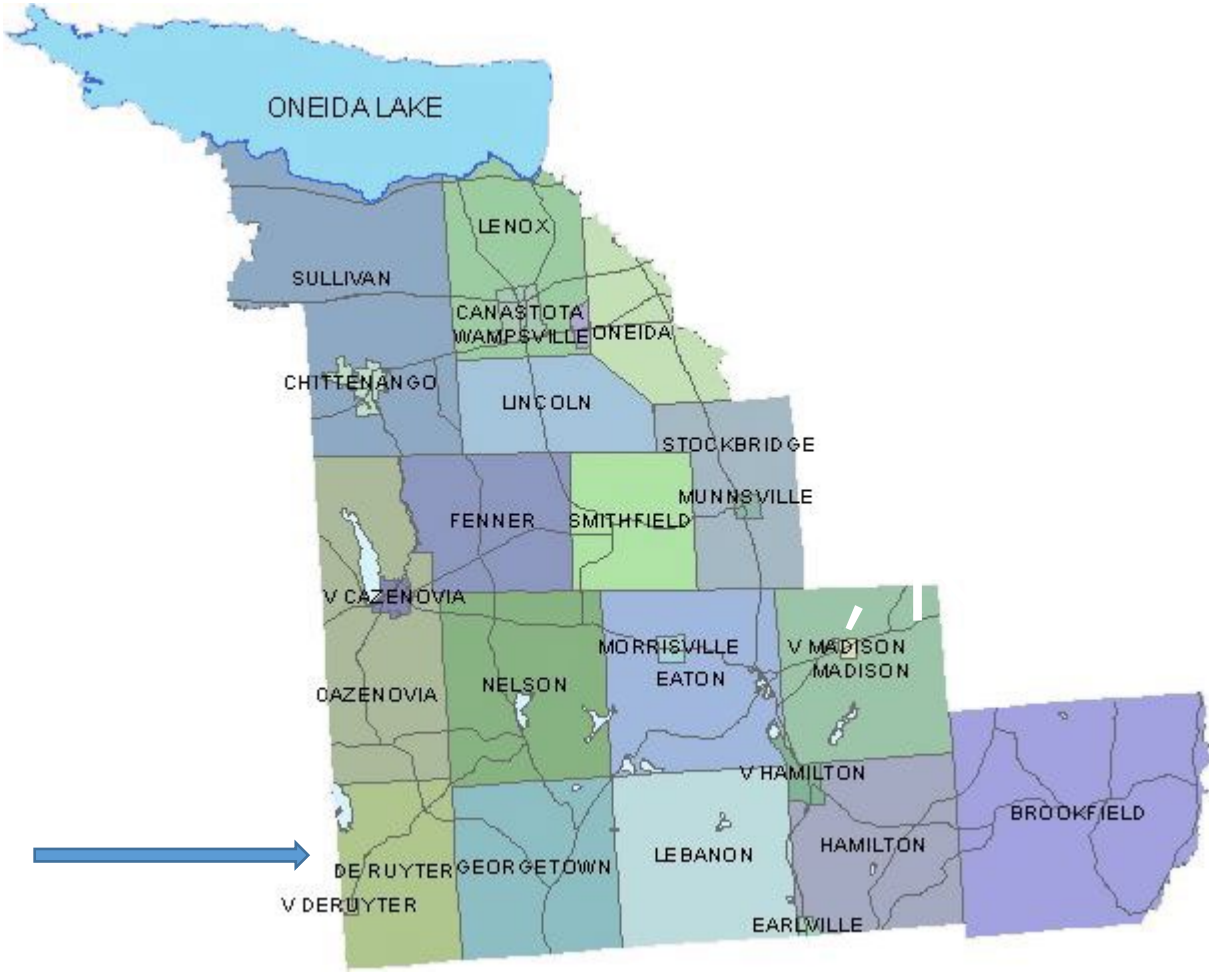 ONEIDA LAKE
LENOX
SULLIVAN
CANASTOTA
WAMPSVILLE
ONEIDA
CHITTENANGO
LINCOLN
STOCKBRIDGE
MUNNSVILLE
FENNER
SMITHFIELD
V CAZENOVIA
MORRISVILLE
V MADISON
EATON
MADISON
NELSON
CAZENOVIA
V HAMILTON
BROOKFIELD
HAMILTON
LEBANON
DE RUYTER
GEORGETOWN
V DERUYTER
EARLVILLE